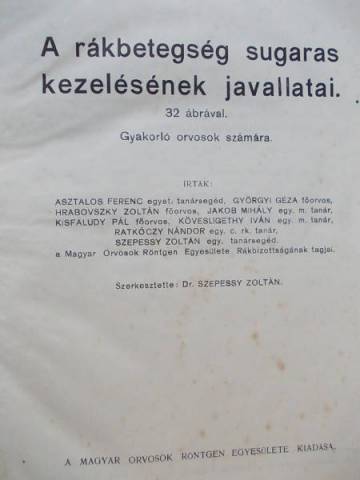 A rákbetegség sugaras
kezelésének javallatai.
32 ábrával.
Gyakorló orvosok számára.
IRTÁK:
ASZTALOS FERENC egyet. tanársegéd, GYÖRGYI GÉZA főorvos,
HRABOVSZKY ZOLTÁN főorvos, JAKOB MIHÁLY egy. m. tanár,
KISFALUDY PÁL főorvos, KÖVESLIGETHY IVÁN egy. m. tanár,
RATKÓCZY NÁNDOR egy. c. rk. tanár,
SZEPESSY ZOLTÁN egy. tanársegéd.
a Magyar Orvosok Röntgen Egyesülete Rákbizottságának tagjai.
Szerkesztette: Dr. SZEPESSY ZOLTÁN.
A MAGYAR ORVOSOK RÖNTGEN EGYESÜLETE KIADÁSA.